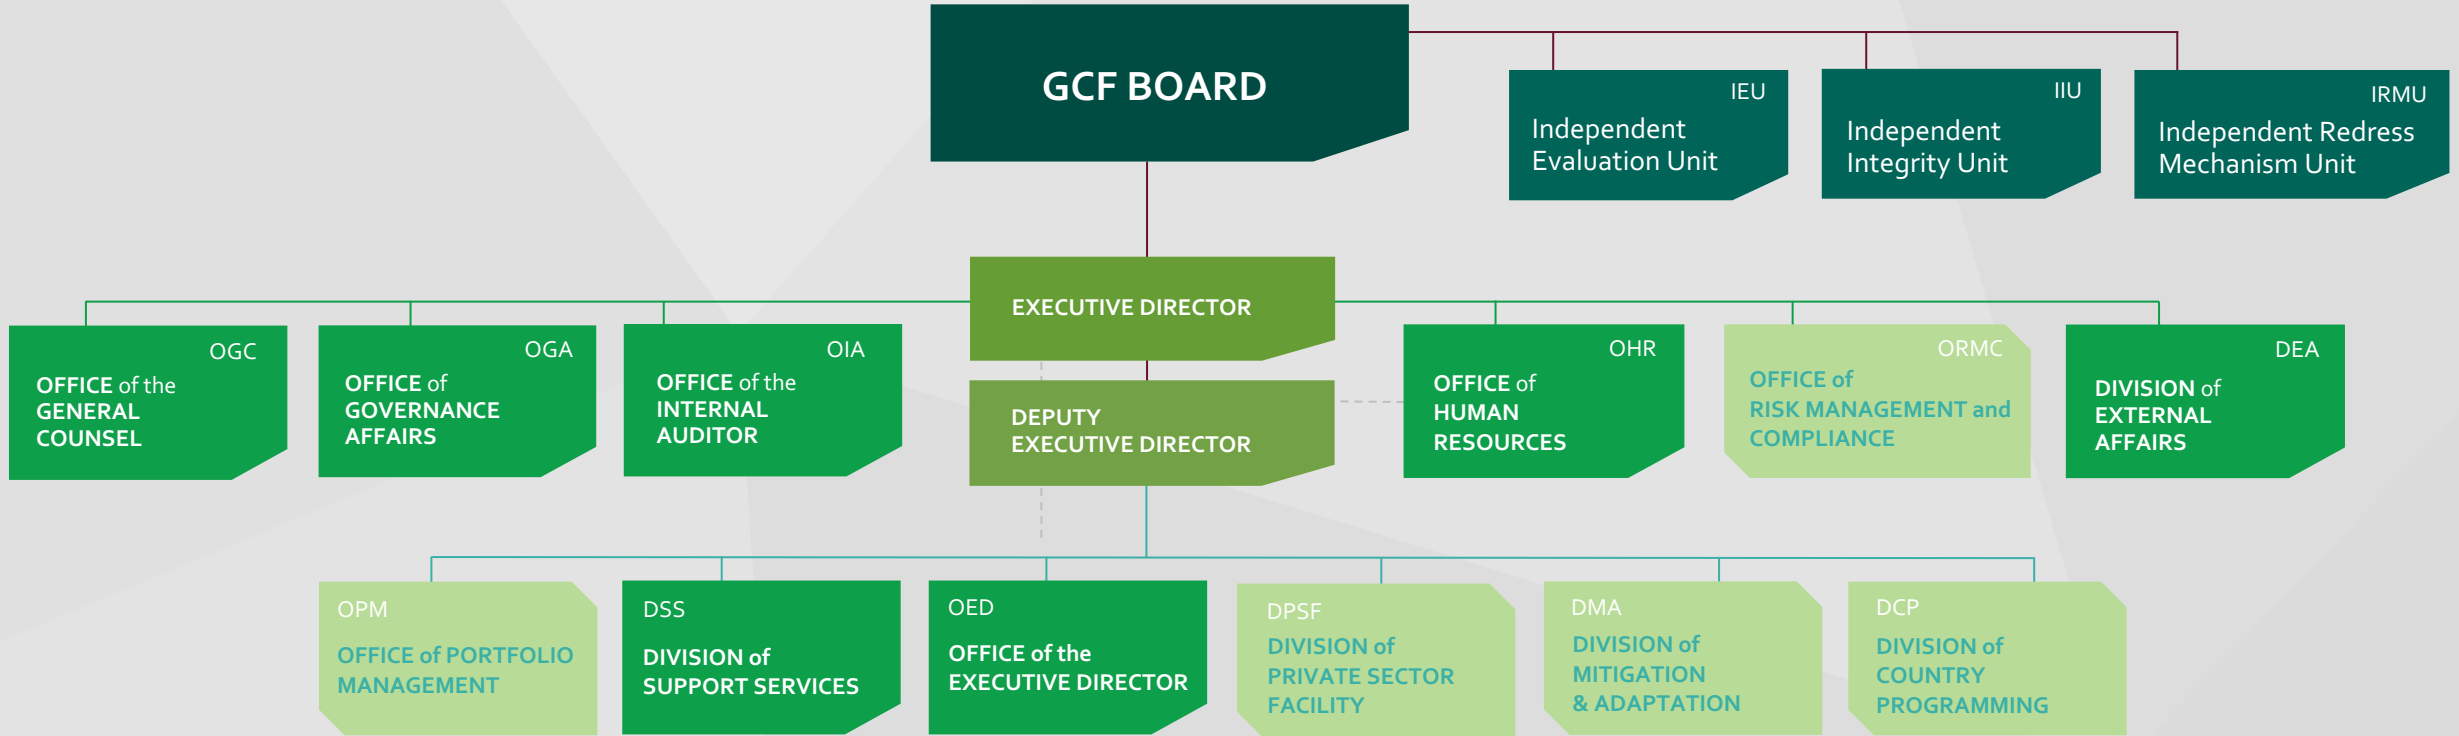 GCF BOARD
IEU
Independent
Evaluation Unit
IIU
Independent
Integrity Unit
IRMU
Independent Redress
Mechanism Unit
EXECUTIVE DIRECTOR
OGC
OFFICE of the
GENERAL
COUNSEL
OGA
OFFICE of
GOVERNANCE
AFFAIRS
OIA
OFFICE of the
INTERNAL
AUDITOR
DEPUTY
EXECUTIVE DIRECTOR
OHR
OFFICE of
HUMAN
RESOURCES
ORMC
OFFICE of
RISK MANAGEMENT and
COMPLIANCE
DEA
DIVISION of
EXTERNAL
AFFAIRS
OPM
OFFICE of PORTFOLIO
MANAGEMENT
DSS
DIVISION of
SUPPORT SERVICES
OED
OFFICE of the
EXECUTIVE DIRECTOR
DPSF
DIVISION of
PRIVATE SECTOR
FACILITY
DMA
DIVISION of
MITIGATION
& ADAPTATION
DCP
DIVISION of
COUNTRY
PROGRAMMING